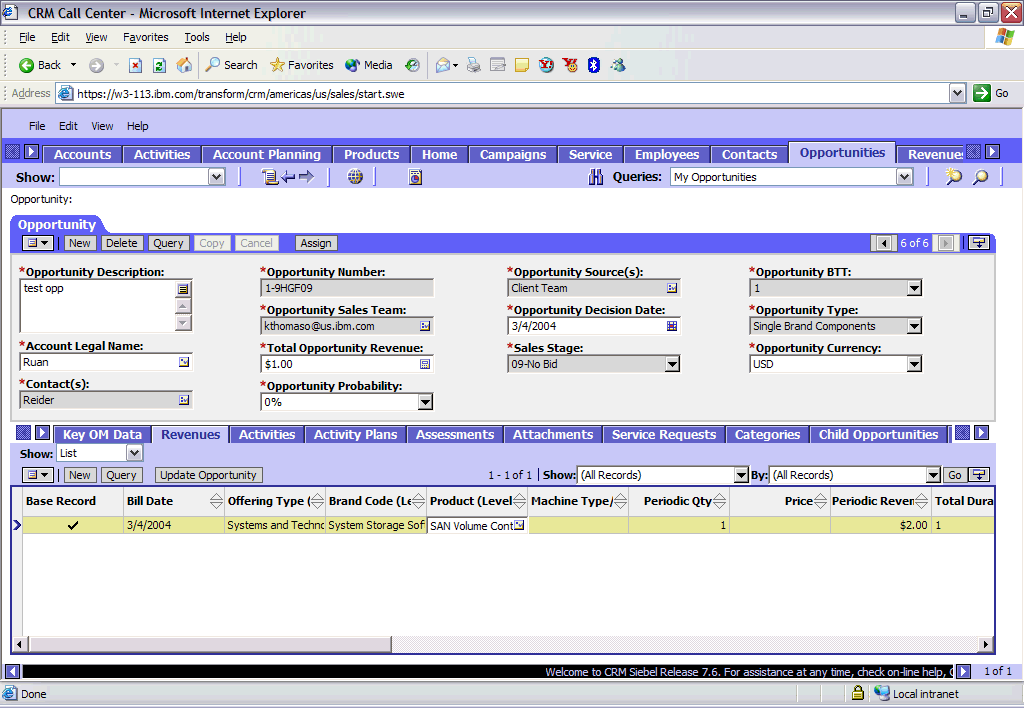 CRM Call Center - Microsoft Internet Explorer
File Edit View Favorites Tools Help
Back Search Favorites Media
Address https://w3-113.ibm.com/transform/crm/americas/us/sales/start.swe Go
File Edit View Help
Accounts Activities Account Planning Products Home Campaigns Service Employees Contacts Opportunities Revenues
Show: Queries: My Opportunities
Opportunity:
Opportunity
New Delete Query Copy Cancel Assign 6 of 6
*Opportunity Description: *Opportunity Number: *Opportunity Source(s): *Opportunity BTT:
test opp 1-9HGF09 Client Team 1
*Opportunity Sales Team: *Opportunity Decision Date: *Opportunity Type:
kthomaso@us.ibm.com 3/4/2004 Single Brand Components
*Account Legal Name: *Total Opportunity Revenue: *Sales Stage: *Opportunity Currency:
Ruan $1.00 09-No Bid USD
*Contact(s): *Opportunity Probability:
Reider 0%
Key OM Data Revenues Activities Activity Plans Assessments Attachments Service Requests Categories Child Opportunities
Show: List
New Query Update Opportunity 1 - 1 of 1 Show: (All Records) By: (All Records) Go
Base Record Bill Date Offering Type ( Brand Code (Le Product (Level Machine Type/ Periodic Qty Price Periodic Reven Total Dura
3/4/2004 Systems and Techno System Storage Sof SAN Volume Cont 1 $2.00 1
Welcome to CRM Siebel Release 7.6. For assistance at any time, check on-line help, 1 of 1
Done Local intranet